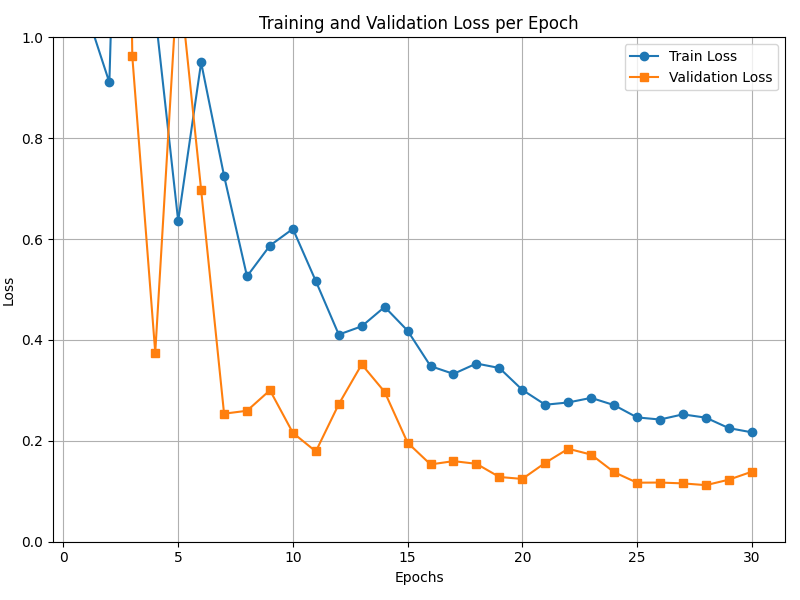 Training and Validation Loss per Epoch
Train Loss
Validation Loss
1.0
0.8
0.6
0.4
0.2
0.0
Loss
0 5 10 15 20 25 30
Epochs